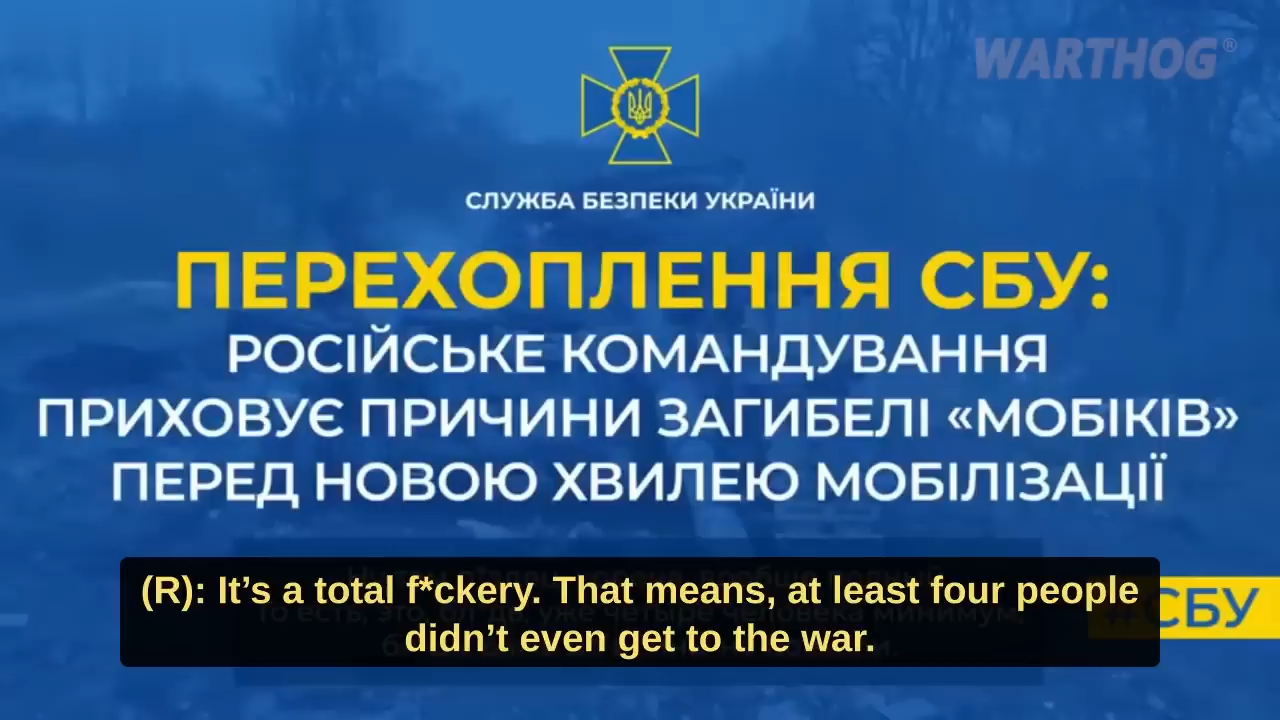 WARTHOG®
СЛУЖБА БЕЗПЕКИ УКРАЇНИ
ПЕРЕХОПЛЕННЯ СБУ:
РОСІЙСЬКЕ КОМАНДУВАННЯ
ПРИХОВУЄ ПРИЧИНИ ЗАГИБЕЛІ «МОБІКІВ»
ПЕРЕД НОВОЮ ХВИЛЕЮ МОБІЛІЗАЦІЇ
(R): It’s a total f*ckery. That means, at least four people
didn’t even get to the war.
#СБУ